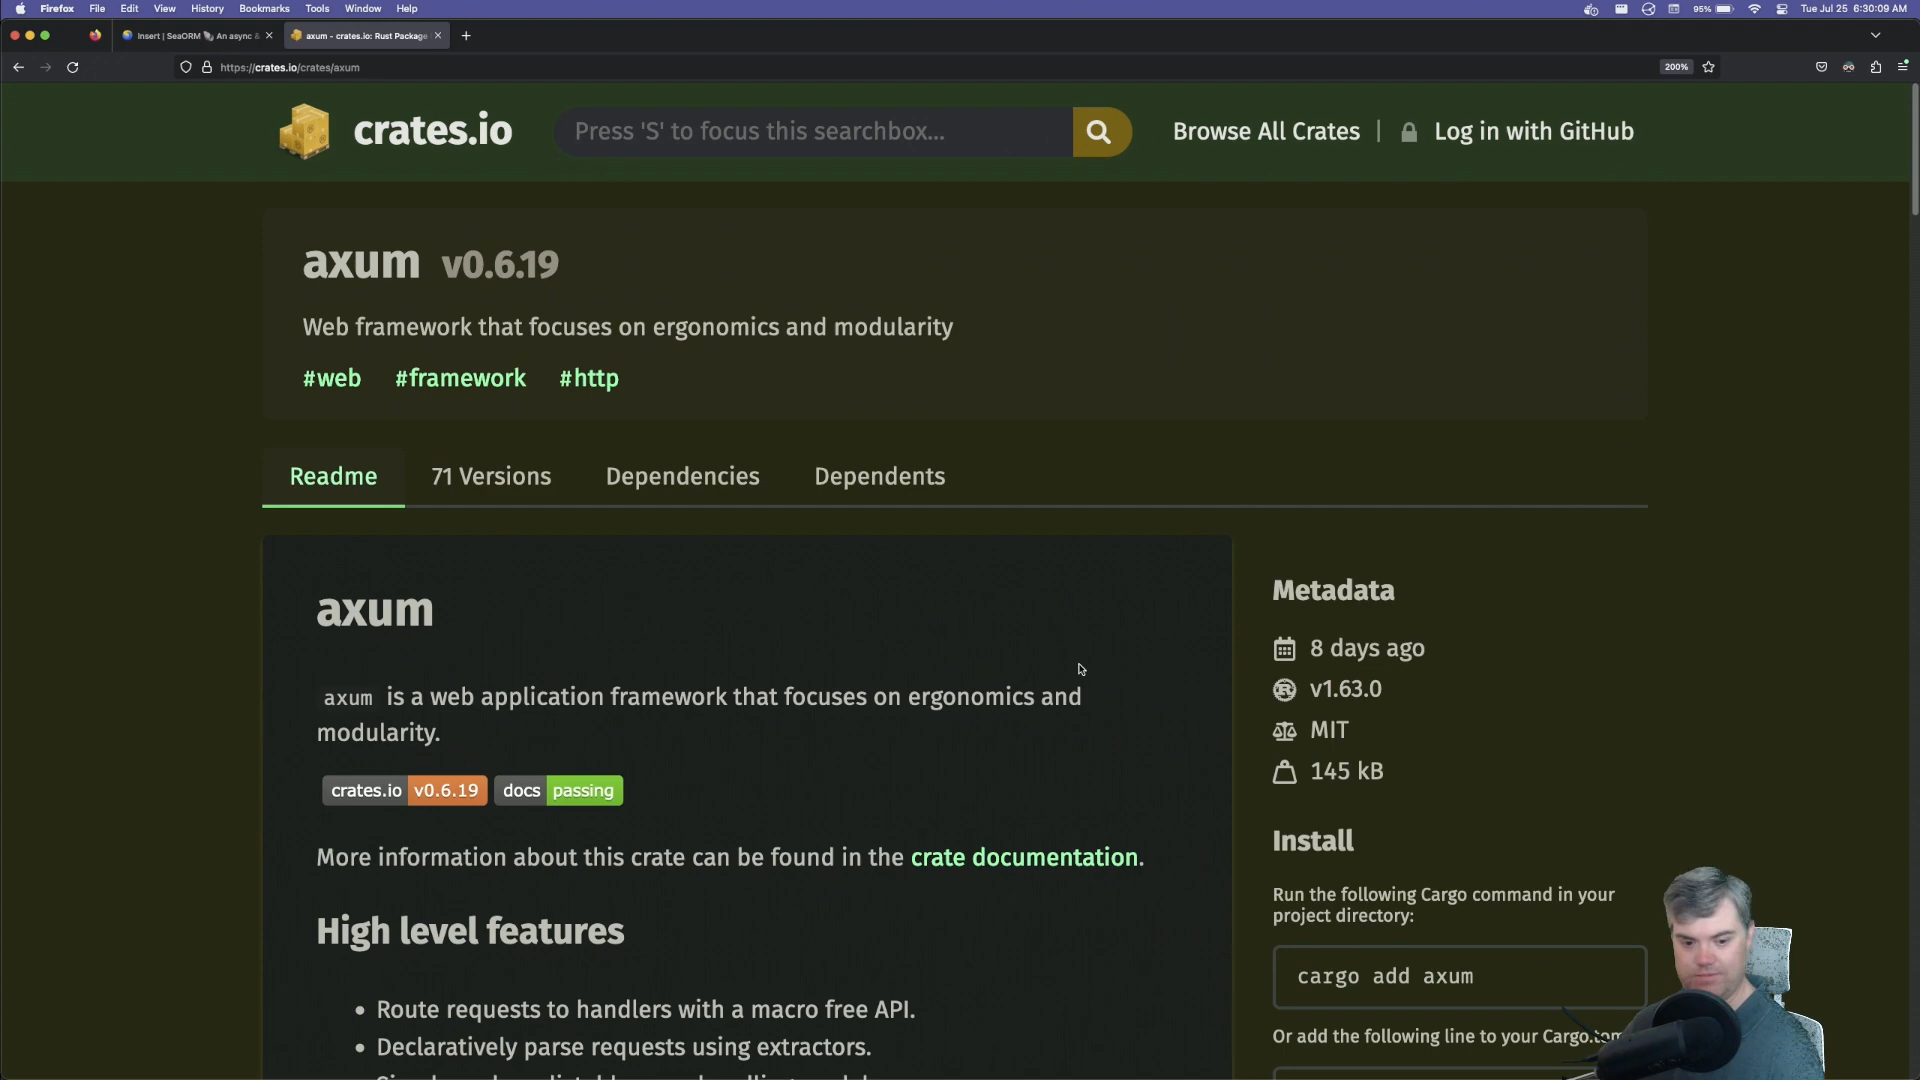 Firefox File Edit View History Bookmarks Tools Window Help 95% Tue Jul 25 6:30:09 AM
Insert | SeaORM 🐚 An async & axum - crates.io: Rust Package
https://crates.io/crates/axum 200%
crates.io Press 'S' to focus this searchbox... Browse All Crates | Log in with GitHub
axum v0.6.19
Web framework that focuses on ergonomics and modularity
#web #framework #http
Readme 71 Versions Dependencies Dependents
axum
axum is a web application framework that focuses on ergonomics and
modularity.
crates.io v0.6.19 docs passing
More information about this crate can be found in the crate documentation.
High level features
• Route requests to handlers with a macro free API.
• Declaratively parse requests using extractors.
Metadata
8 days ago
v1.63.0
MIT
145 kB
Install
Run the following Cargo command in your
project directory:
cargo add axum
Or add the following line to your